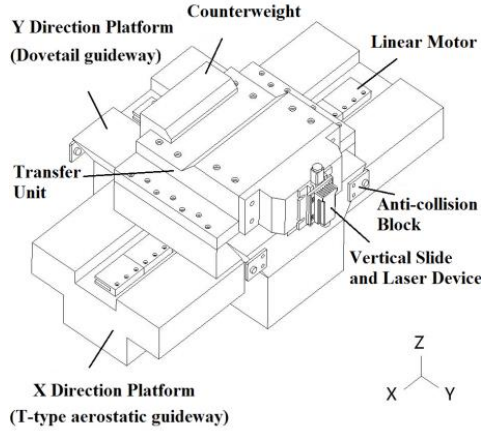 Counterweight
Y Direction Platform
(Dovetail guideway)
Linear Motor
Transfer
Unit
Anti-collision
Block
Vertical Slide
and Laser Device
X Direction Platform
(T-type aerostatic guideway)
Z
X
Y